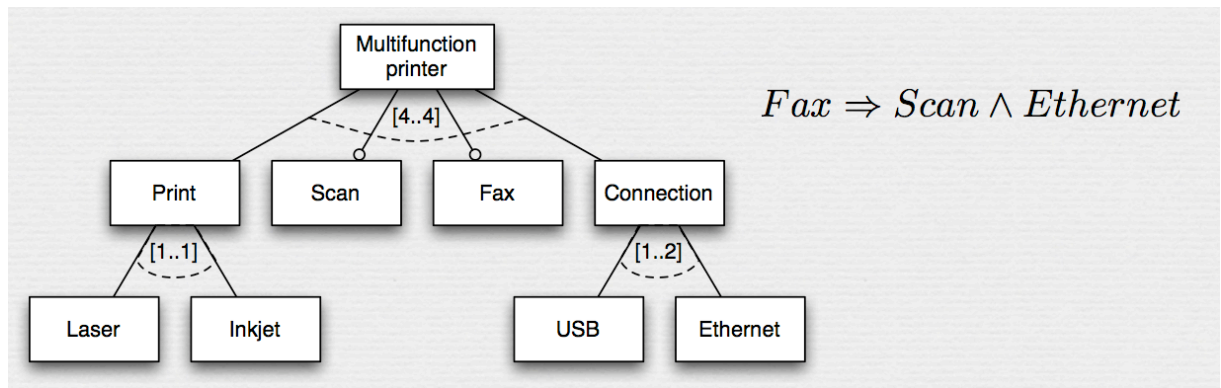 Multifunction
printer
Fax ⇒ Scan ∧ Ethernet
[4..4]
Print
Scan
Fax
Connection
[1..1]
[1..2]
Laser
Inkjet
USB
Ethernet